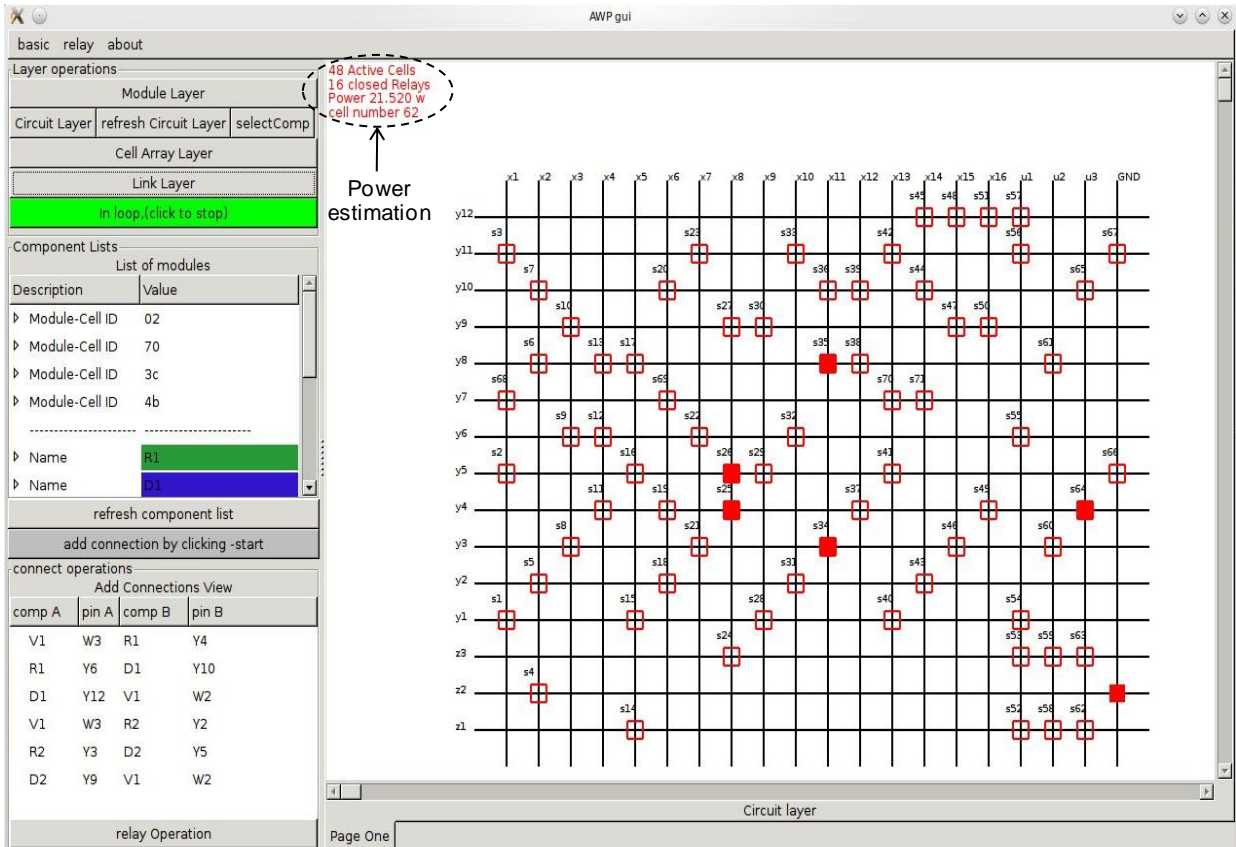 AWP gui
basic relay about
Layer operations
Module Layer
Circuit Layer refresh Circuit Layer selectComp
Cell Array Layer
Link Layer
In loop,(click to stop)
Component Lists
List of modules
Description Value
Module-Cell ID 02
Module-Cell ID 70
Module-Cell ID 3c
Module-Cell ID 4b
---------------------- ----------------------
Name R1
Name D1
refresh component list
add connection by clicking -start
connect operations
Add Connections View
comp A pin A comp B pin B
V1 W3 R1 Y4
R1 Y6 D1 Y10
D1 Y12 V1 W2
V1 W3 R2 Y2
R2 Y3 D2 Y5
D2 Y9 V1 W2
relay Operation
48 Active Cells
16 closed Relays
Power 21.520 w
cell number 62
Power
estimation
x1 x2 x3 x4 x5 x6 x7 x8 x9 x10 x11 x12 x13 x14 x15 x16 u1 u2 u3 GND
s45 s48 s51 s57
y12
s3 s23 s33 s42 s56 s67
y11
s7 s20 s36 s39 s44 s65
y10
s10 s27 s30 s47 s50
y9
s6 s13 s17 s35 s38 s61
y8
s68 s69 s70 s71
y7
s9 s12 s22 s32 s55
y6
s2 s16 s26 s29 s41 s66
y5
s11 s19 s25 s37 s49 s64
y4
s8 s21 s34 s46 s60
y3
s5 s18 s31 s43
y2
s1 s15 s28 s40 s54
y1
s24 s53 s59 s63
z3
s4
z2
s14 s52 s58 s62
z1
Circuit layer
Page One